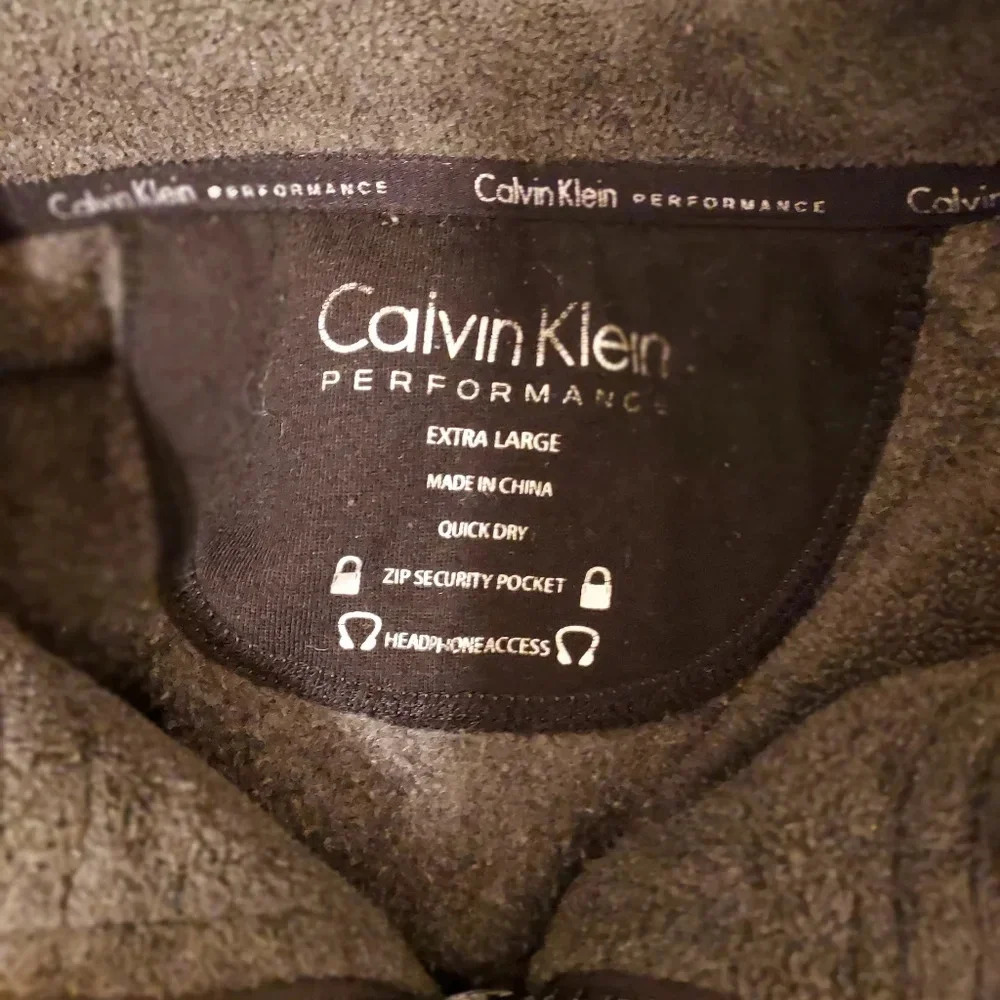 Calvin Klein PERFORMANCE Calvin Klein PERFORMANCE Calvin
Calvin Klein
PERFORMANCE
EXTRA LARGE
MADE IN CHINA
QUICK DRY
ZIP SECURITY POCKET
HEADPHONE ACCESS